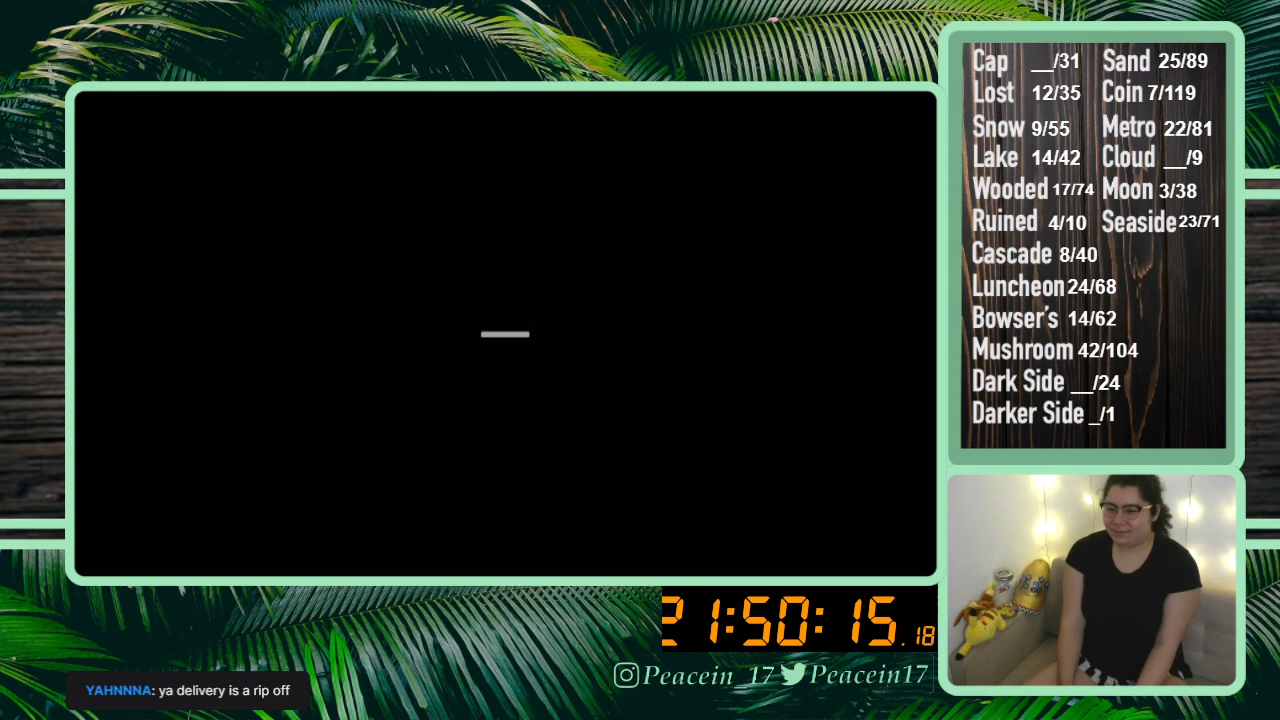 Cap __/31 Sand 25/89
Lost 12/35 Coin 7/119
Snow 9/55 Metro 22/81
Lake 14/42 Cloud __/9
Wooded 17/74 Moon 3/38
Ruined 4/10 Seaside 23/71
Cascade 8/40
Luncheon 24/68
Bowser's 14/62
Mushroom 42/104
Dark Side __/24
Darker Side _/1
21:50:15.18
Peacein_17 Peacein17
YAHNNNA: ya delivery is a rip off